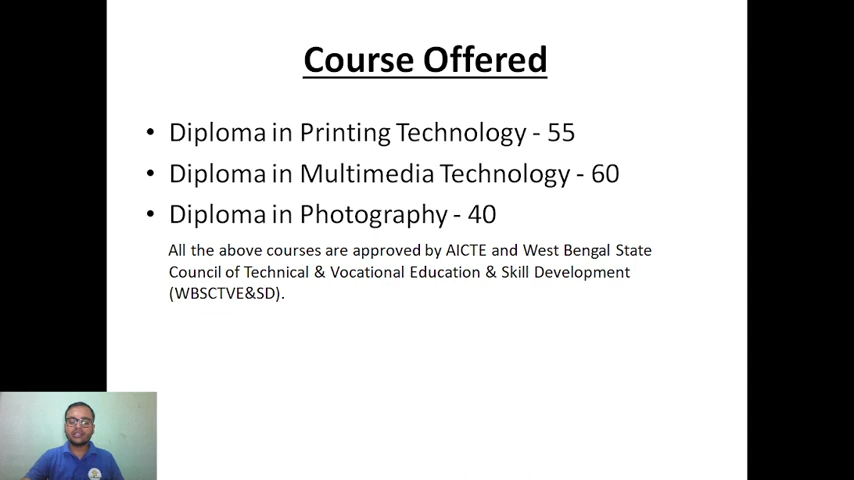 Course Offered
• Diploma in Printing Technology - 55
• Diploma in Multimedia Technology - 60
• Diploma in Photography - 40
All the above courses are approved by AICTE and West Bengal State
Council of Technical & Vocational Education & Skill Development
(WBSCTVE&SD).